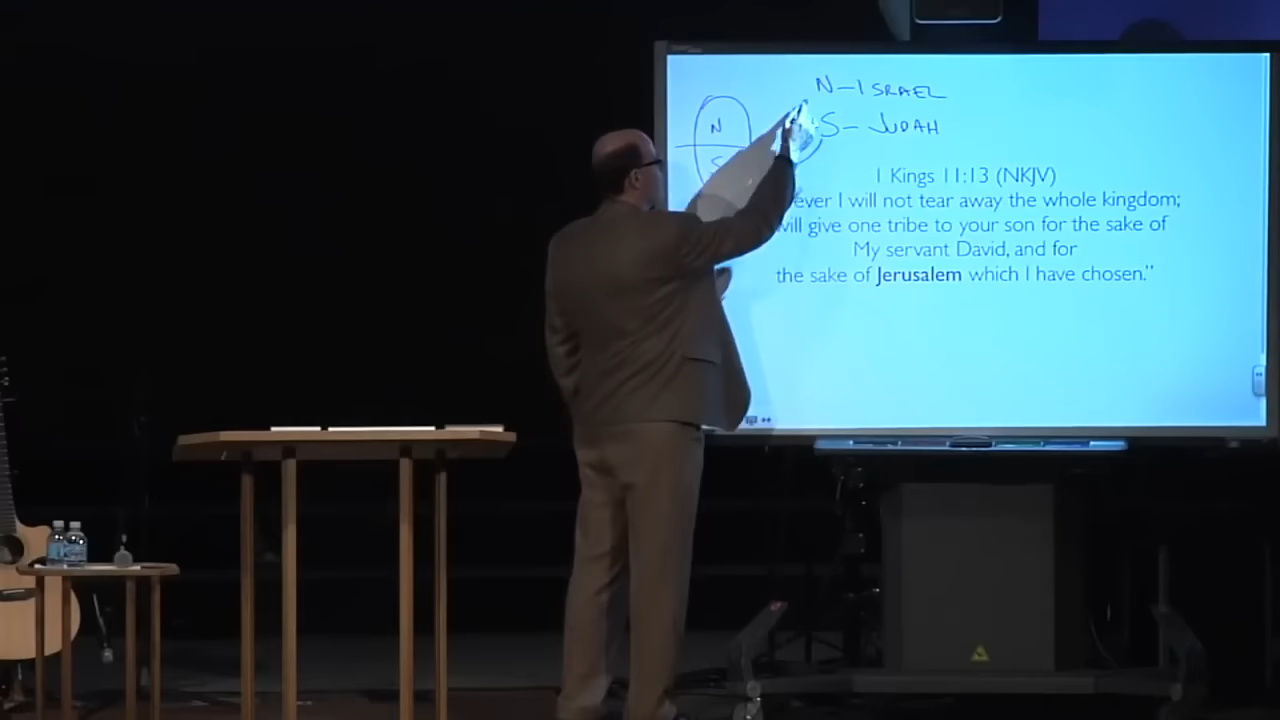 N-ISRAEL
N
S- JUDAH
S
1 Kings 11:13 (NKJV)
ever I will not tear away the whole kingdom;
will give one tribe to your son for the sake of
My servant David, and for
the sake of Jerusalem which I have chosen."